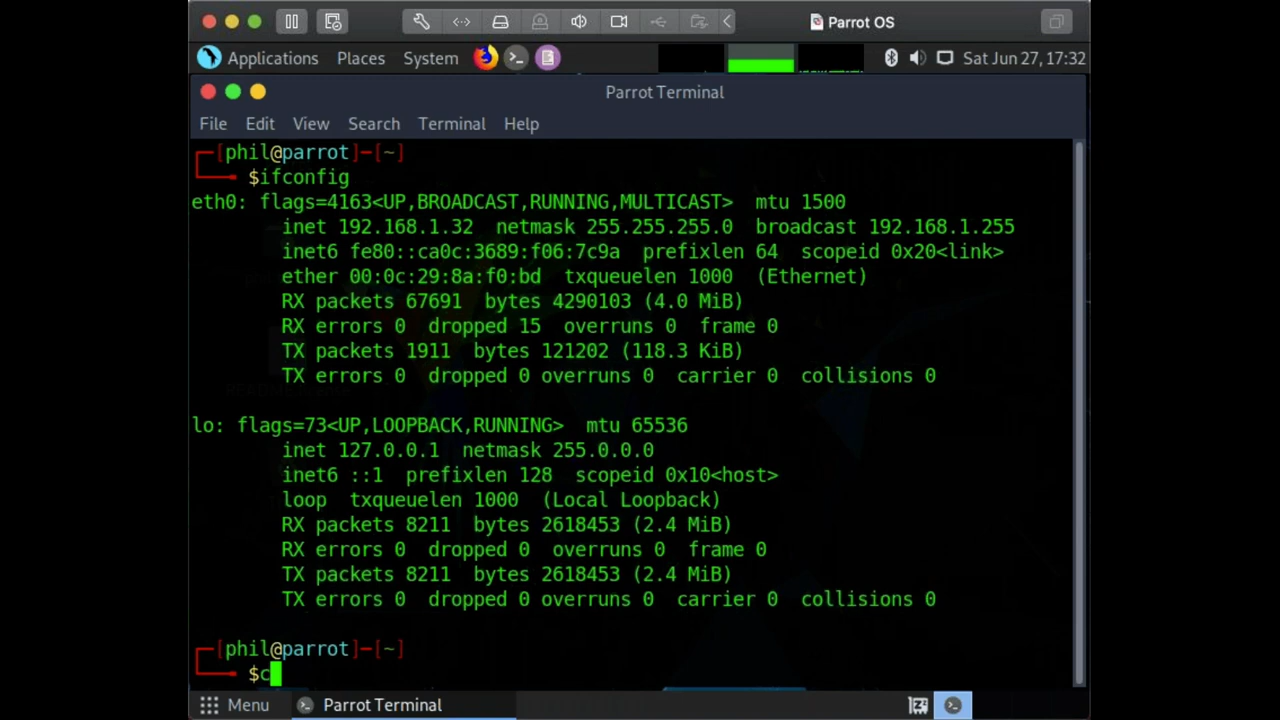 Parrot OS
Applications Places System Sat Jun 27, 17:32
Parrot Terminal
File Edit View Search Terminal Help
[phil@parrot]-[~]
$ifconfig
eth0: flags=4163<UP,BROADCAST,RUNNING,MULTICAST> mtu 1500
inet 192.168.1.32 netmask 255.255.255.0 broadcast 192.168.1.255
inet6 fe80::ca0c:3689:f06:7c9a prefixlen 64 scopeid 0x20<link>
ether 00:0c:29:8a:f0:bd txqueuelen 1000 (Ethernet)
RX packets 67691 bytes 4290103 (4.0 MiB)
RX errors 0 dropped 15 overruns 0 frame 0
TX packets 1911 bytes 121202 (118.3 KiB)
TX errors 0 dropped 0 overruns 0 carrier 0 collisions 0
lo: flags=73<UP,LOOPBACK,RUNNING> mtu 65536
inet 127.0.0.1 netmask 255.0.0.0
inet6 ::1 prefixlen 128 scopeid 0x10<host>
loop txqueuelen 1000 (Local Loopback)
RX packets 8211 bytes 2618453 (2.4 MiB)
RX errors 0 dropped 0 overruns 0 frame 0
TX packets 8211 bytes 2618453 (2.4 MiB)
TX errors 0 dropped 0 overruns 0 carrier 0 collisions 0
[phil@parrot]-[~]
$c
Menu Parrot Terminal